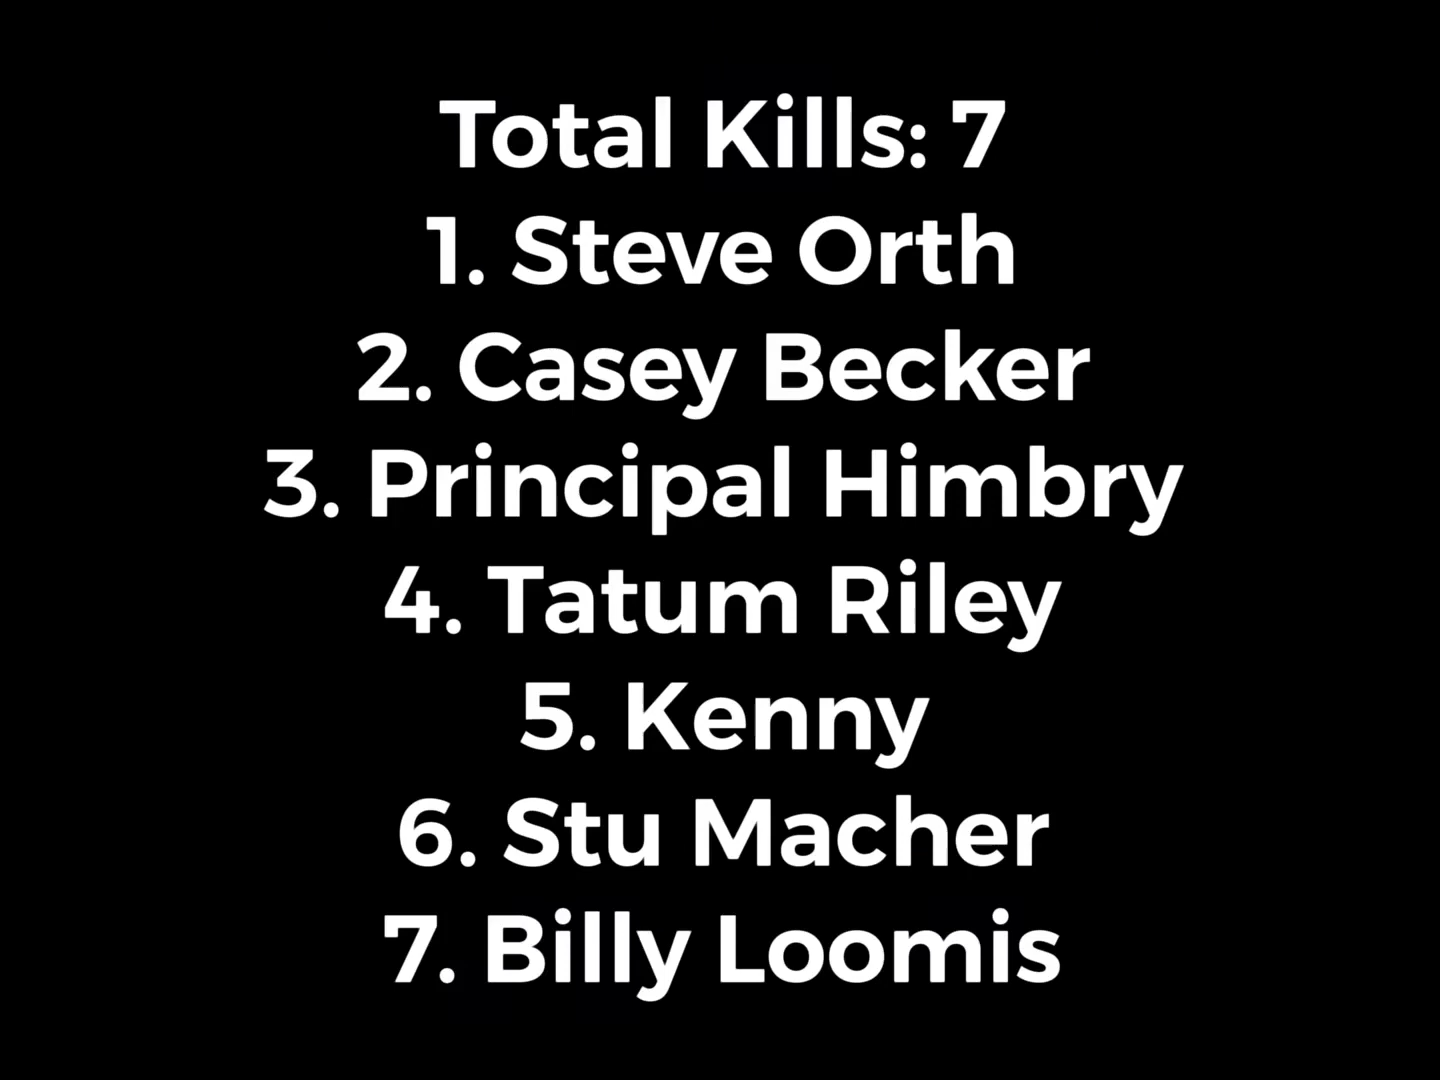 Total Kills: 7
1. Steve Orth
2. Casey Becker
3. Principal Himbry
4. Tatum Riley
5. Kenny
6. Stu Macher
7. Billy Loomis